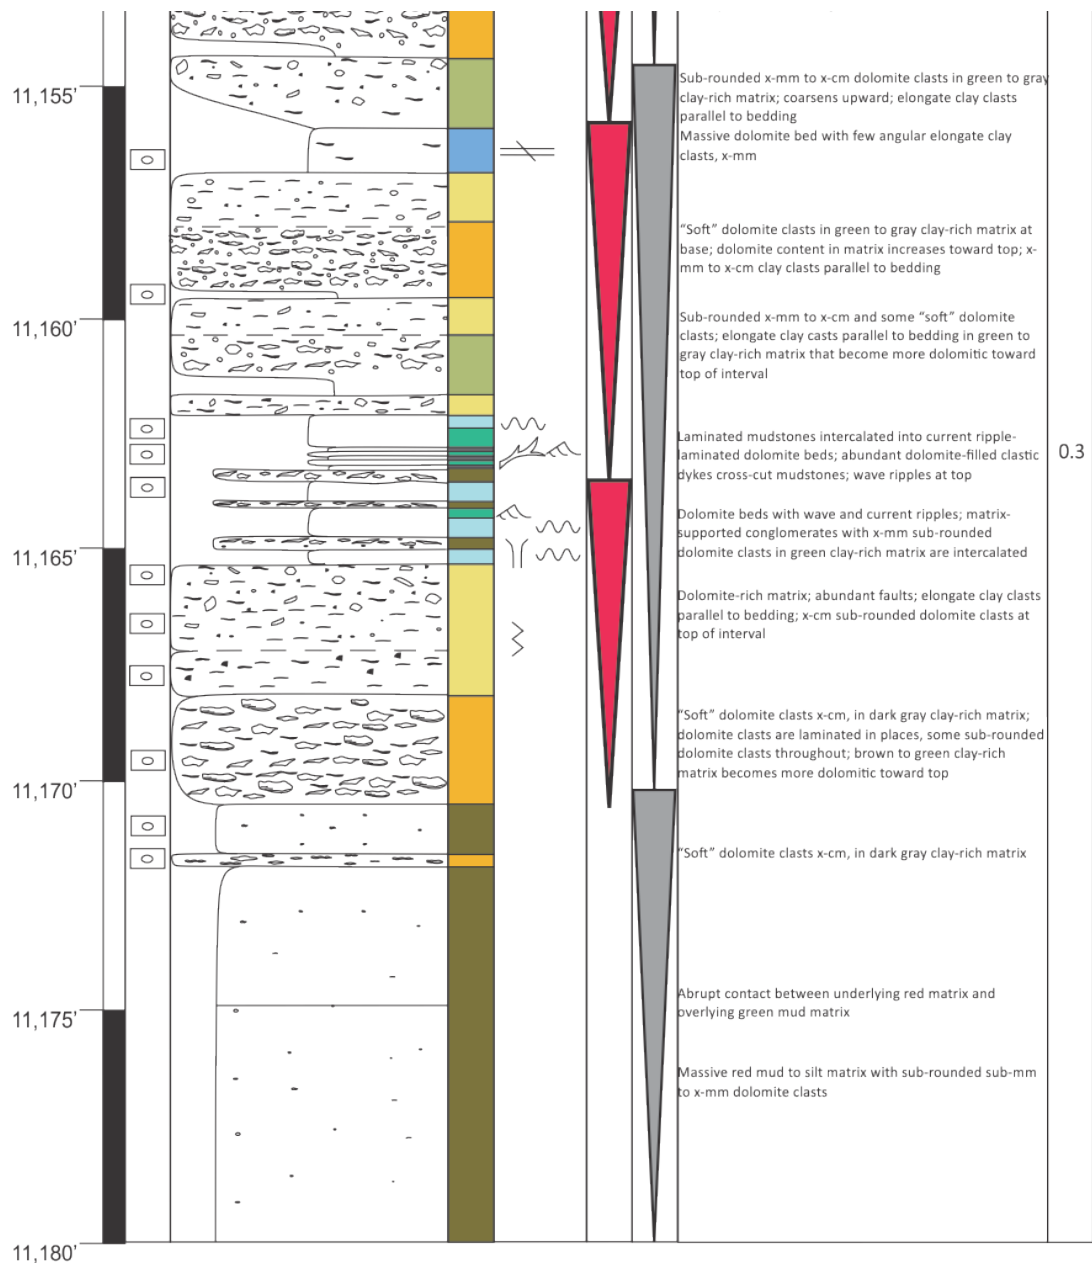 11,155'
Sub-rounded x-mm to x-cm dolomite clasts in green to gray
clay-rich matrix; coarsens upward; elongate clay clasts
parallel to bedding
Massive dolomite bed with few angular elongate clay
clasts, x-mm
"Soft" dolomite clasts in green to gray clay-rich matrix at
base; dolomite content in matrix increases toward top; x-
mm to x-cm clay clasts parallel to bedding
11,160'
Sub-rounded x-mm to x-cm and some "soft" dolomite
clasts; elongate clay casts parallel to bedding in green to
gray clay-rich matrix that become more dolomitic toward
top of interval
Laminated mudstones intercalated into current ripple-
laminated dolomite beds; abundant dolomite-filled clastic
dykes cross-cut mudstones; wave ripples at top
0.3
Dolomite beds with wave and current ripples; matrix-
supported conglomerates with x-mm sub-rounded
dolomite clasts in green clay-rich matrix are intercalated
11,165'
Dolomite-rich matrix; abundant faults; elongate clay clasts
parallel to bedding; x-cm sub-rounded dolomite clasts at
top of interval
"Soft" dolomite clasts x-cm, in dark gray clay-rich matrix;
dolomite clasts are laminated in places, some sub-rounded
dolomite clasts throughout; brown to green clay-rich
matrix becomes more dolomitic toward top
11,170'
"Soft" dolomite clasts x-cm, in dark gray clay-rich matrix
11,175'
Abrupt contact between underlying red matrix and
overlying green mud matrix
Massive red mud to silt matrix with sub-rounded sub-mm
to x-mm dolomite clasts
11,180'